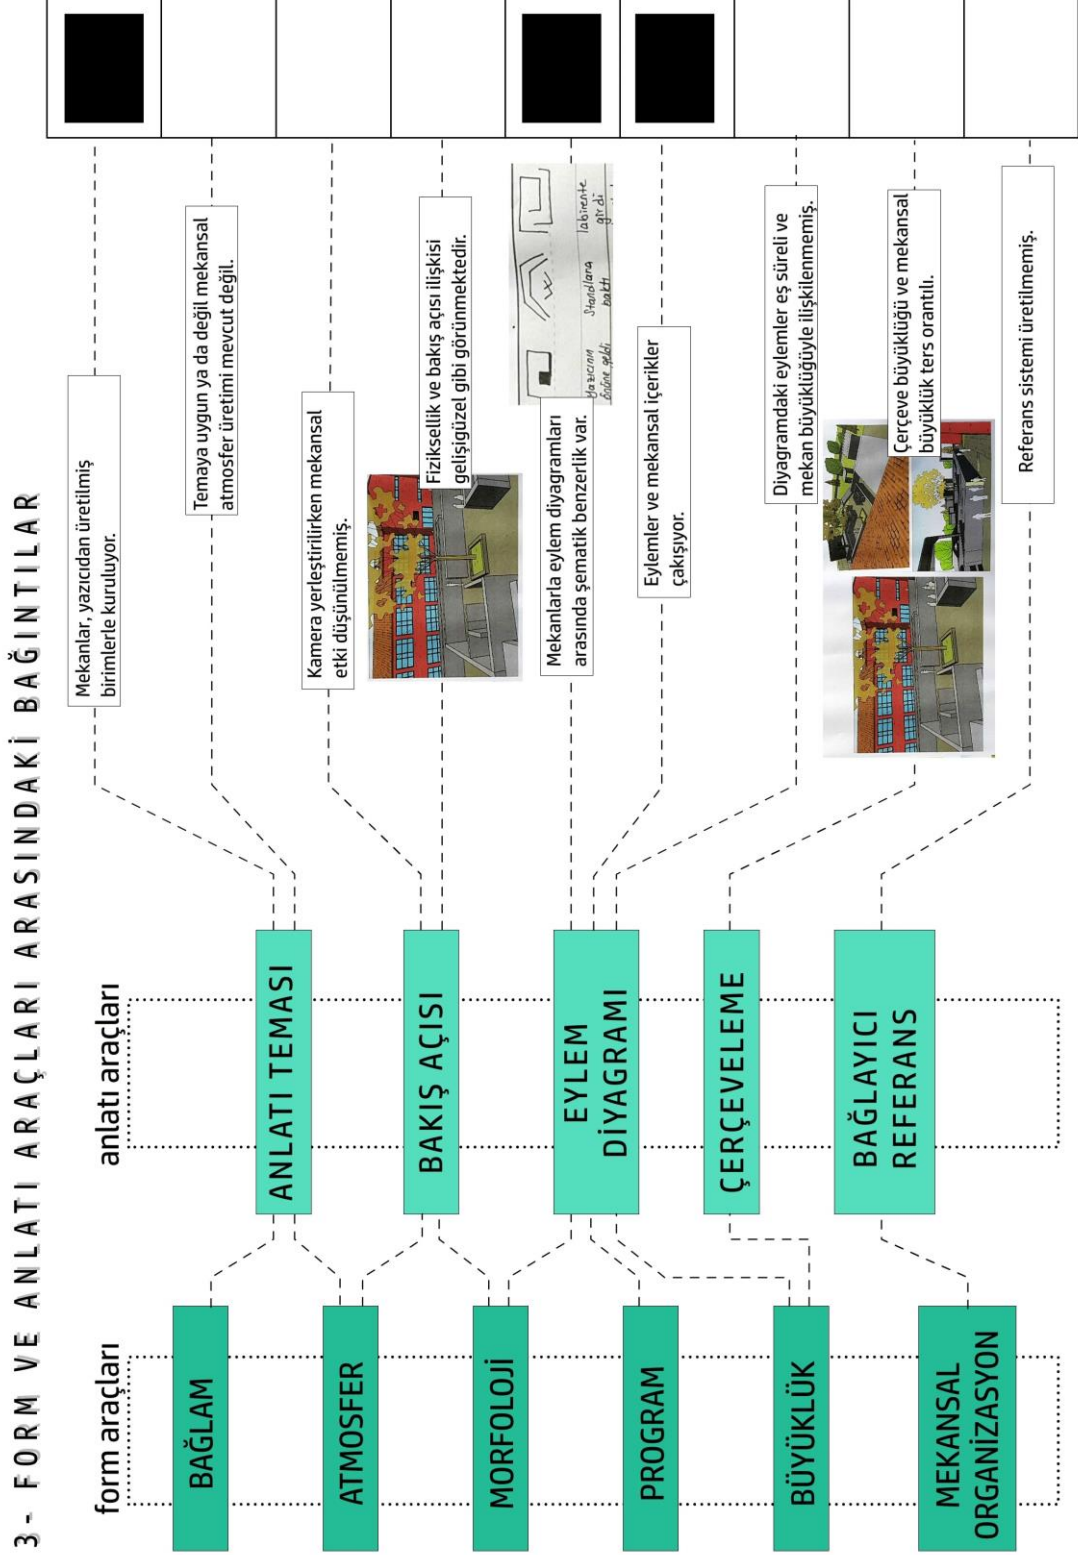 3- FORM VE ANLATI ARAÇLARI ARASINDAKİ BAĞINTILAR
form araçları
BAĞLAM
ATMOSFER
MORFOLOJİ
PROGRAM
BÜYÜKLÜK
MEKANSAL
ORGANİZASYON
anlatı araçları
ANLATI TEMASI
BAKIŞ AÇISI
EYLEM
DİYAGRAMI
ÇERÇEVELEME
BAĞLAYICI
REFERANS
Mekanlar, yazıcıdan üretilmiş
birimlerle kuruluyor.
Temaya uygun ya da değil mekansal
atmosfer üretimi mevcut değil.
Kamera yerleştirilirken mekansal
etki düşünülmemiş.
Fiziksellik ve bakış açısı ilişkisi
gelişigüzel gibi görünmektedir.
Mekanlarla eylem diyagramları
arasında şematik benzerlik var.
Yazıcının
önüne geldi
Standlara
baktı
labirente
girdi
Eylemler ve mekansal içerikler
çakışıyor.
Diyagramdaki eylemler eş süreli ve
mekan büyüklüğüyle ilişkilenmemiş.
Çerçeve büyüklüğü ve mekansal
büyüklük ters orantılı.
Referans sistemi üretilmemiş.